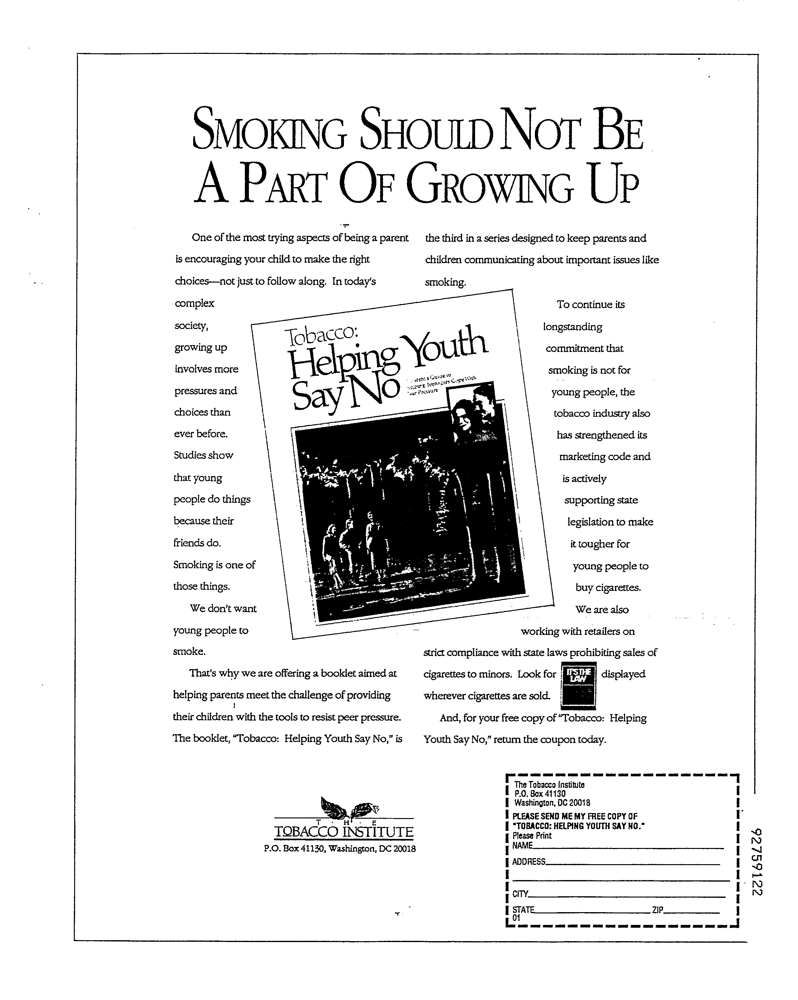 SMOKING SHOULD NOT BE
A PART OF GROWING UP
One of the most trying aspects of being a parent
is encouraging your child to make the right
choices—not just to follow along. In today's
complex
society,
growing up
involves more
pressures and
choices than
ever before.
Studies show
that young
people do things
because their
friends do.
Smoking is one of
those things.
We don't want
young people to
smoke.
That's why we are offering a booklet aimed at
helping parents meet the challenge of providing
their children with the tools to resist peer pressure.
The booklet, "Tobacco: Helping Youth Say No," is
Tobacco:
Helping Youth
Say No
the third in a series designed to keep parents and
children communicating about important issues like
smoking.
To continue its
longstanding
commitment that
smoking is not for
young people, the
tobacco industry also
has strengthened its
marketing code and
is actively
supporting state
legislation to make
it tougher for
young people to
buy cigarettes.
We are also
working with retailers on
strict compliance with state laws prohibiting sales of
cigarettes to minors. Look for IT'S THE LAW displayed
wherever cigarettes are sold.
And, for your free copy of "Tobacco: Helping
Youth Say No," return the coupon today.
THE
TOBACCO INSTITUTE
P.O. Box 41130, Washington, DC 20018
The Tobacco Institute
P.O. Box 41130
Washington, DC 20018
PLEASE SEND ME MY FREE COPY OF
"TOBACCO: HELPING YOUTH SAY NO."
Please Print
NAME
ADDRESS
CITY
STATE ZIP
01
92759122